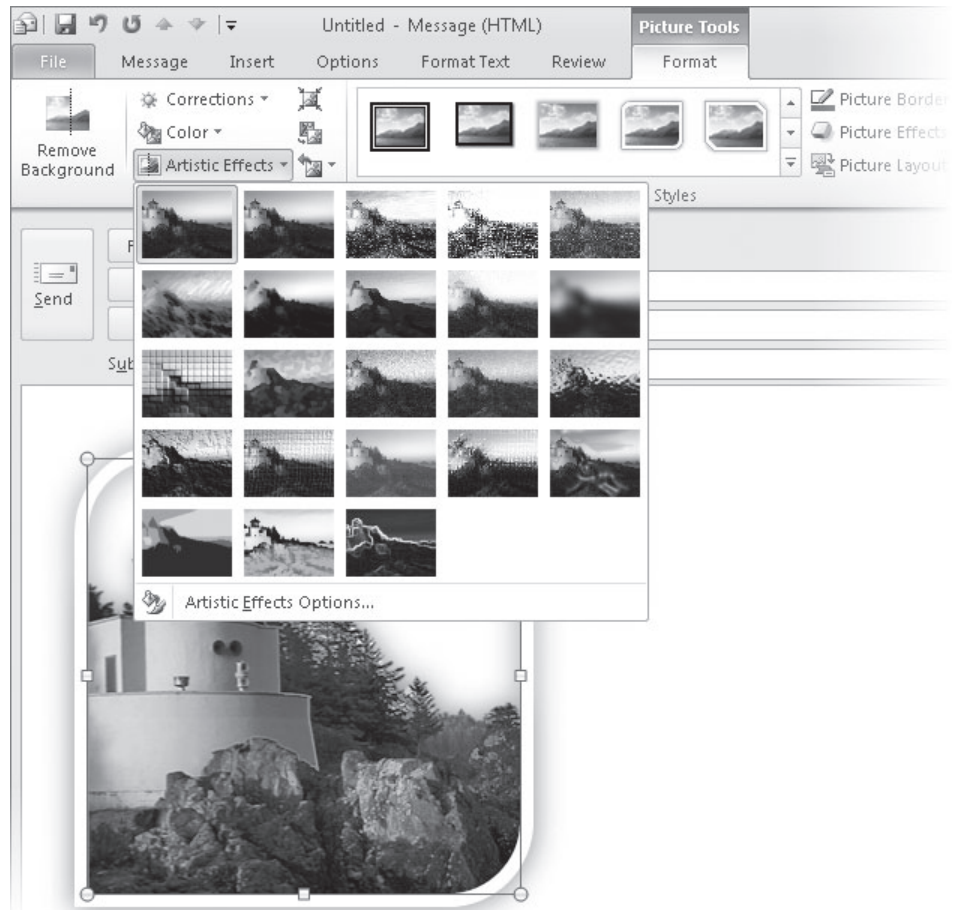 Untitled - Message (HTML)
Picture Tools
File Message Insert Options Format Text Review Format
Remove Background
Corrections
Color
Artistic Effects
Picture Border
Picture Effects
Picture Layout
Styles
Send
Artistic Effects Options...